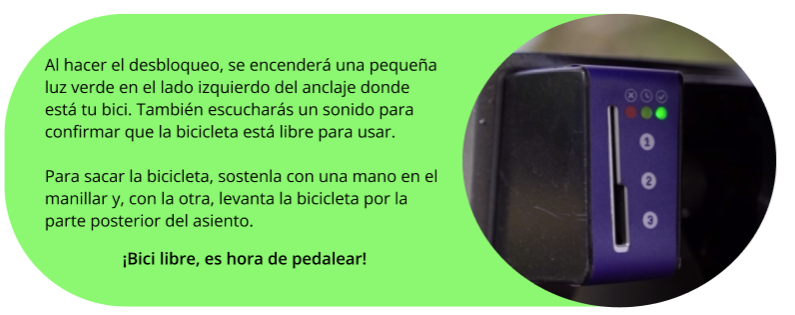 Al hacer el desbloqueo, se encenderá una pequeña
luz verde en el lado izquierdo del anclaje donde
está tu bici. También escucharás un sonido para
confirmar que la bicicleta está libre para usar.
Para sacar la bicicleta, sostenla con una mano en el
manillar y, con la otra, levanta la bicicleta por la
parte posterior del asiento.
¡Bici libre, es hora de pedalear!
1
2
3